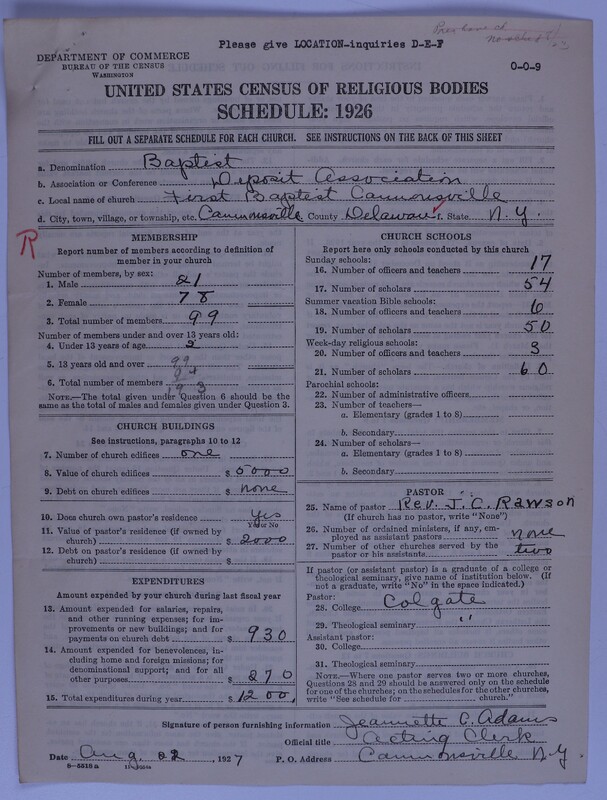 Please give LOCATION—inquiries D-E-F
DEPARTMENT OF COMMERCE
BUREAU OF THE CENSUS
WASHINGTON
0-0-9
UNITED STATES CENSUS OF RELIGIOUS BODIES
SCHEDULE: 1926
FILL OUT A SEPARATE SCHEDULE FOR EACH CHURCH. SEE INSTRUCTIONS ON THE BACK OF THIS SHEET
a. Denomination Baptist
b. Association or Conference Deposit Association
c. Local name of church First Baptist Cannonsville
d. City, town, village, or township, etc. Cannonsville County Delaware State N.Y.
R
MEMBERSHIP
Report number of members according to definition of
member in your church
Number of members, by sex:
1. Male 21
2. Female 78
3. Total number of members 99
Number of members under and over 13 years old:
4. Under 13 years of age
5. 13 years old and over
6. Total number of members
NOTE.—The total given under Question 6 should be the
same as the total of males and females given under Question 3.
CHURCH BUILDINGS
See instructions, paragraphs 10 to 12
7. Number of church edifices one
8. Value of church edifices $ 5000
9. Debt on church edifices $ none
10. Does church own pastor's residence yes
Yes or No
11. Value of pastor's residence (if owned by
church) $ 2000
12. Debt on pastor's residence (if owned by
church) $
EXPENDITURES
Amount expended by your church during last fiscal year
13. Amount expended for salaries, repairs,
and other running expenses; for im-
provements or new buildings; and for
payments on church debt $ 930
14. Amount expended for benevolences, in-
cluding home and foreign missions; for
denominational support; and for all
other purposes $ 270
15. Total expenditures during year $ 1200
CHURCH SCHOOLS
Report here only schools conducted by this church
Sunday schools:
16. Number of officers and teachers 17
17. Number of scholars 54
Summer vacation Bible schools:
18. Number of officers and teachers 6
19. Number of scholars 50
Week-day religious schools:
20. Number of officers and teachers 3
21. Number of scholars 60
Parochial schools:
22. Number of administrative officers
23. Number of teachers—
a. Elementary (grades 1 to 8)
b. Secondary
24. Number of scholars—
a. Elementary (grades 1 to 8)
b. Secondary
PASTOR
25. Name of pastor Rev. J. C. Rawson
(If church has no pastor, write "None")
26. Number of ordained ministers, if any, em-
ployed as assistant pastors none
27. Number of other churches served by the
pastor or his assistants two
If pastor (or assistant pastor) is a graduate of a college or
theological seminary, give name of institution below. (If
not a graduate, write "No" in the space indicated.)
Pastor:
28. College Colgate
29. Theological seminary "
Assistant pastor:
30. College
31. Theological seminary
NOTE.—Where one pastor serves two or more churches,
Questions 28 and 29 should be answered only on the schedule
for one of the churches; on the schedules for the other churches,
write "See schedule for church."
Signature of person furnishing information Jeannette C. Adams
Official title Acting Clerk
Date Aug. 22, 1927 P. O. Address Cannonsville N.Y
8-5518a